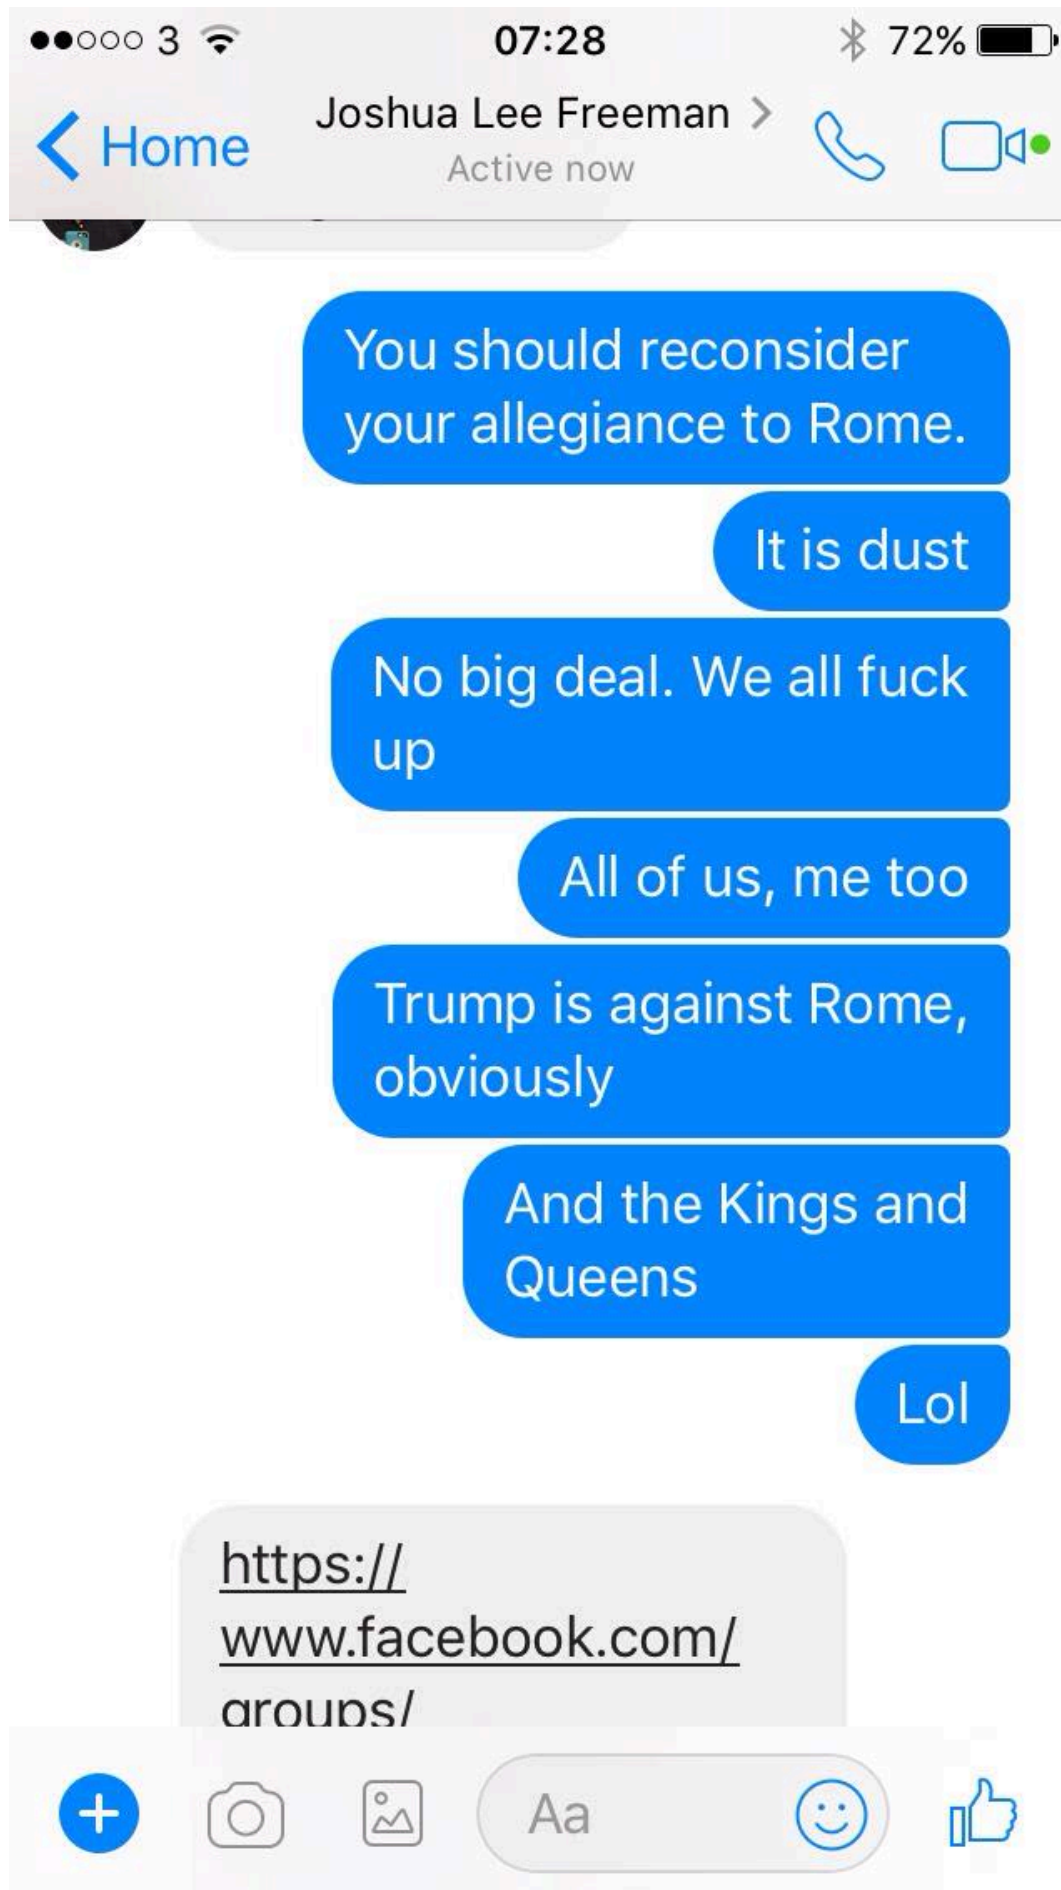 3 07:28 72%
Joshua Lee Freeman
Home
Active now
You should reconsider
your allegiance to Rome.
It is dust
No big deal. We all fuck
up
All of us, me too
Trump is against Rome,
obviously
And the Kings and
Queens
Lol
https://
www.facebook.com/
groups/
Aa